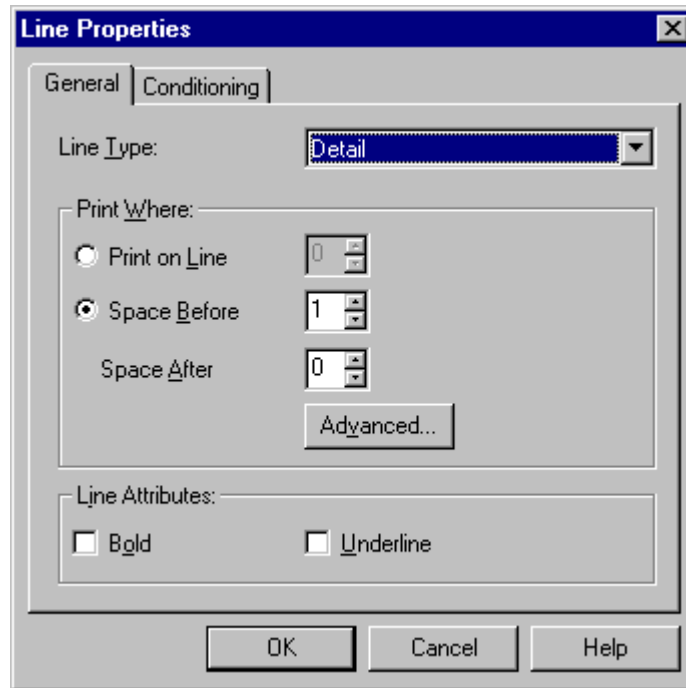 Line Properties
General Conditioning
Line Type: Detail
Print Where:
Print on Line 0
Space Before 1
Space After 0
Advanced...
Line Attributes:
Bold Underline
OK Cancel Help